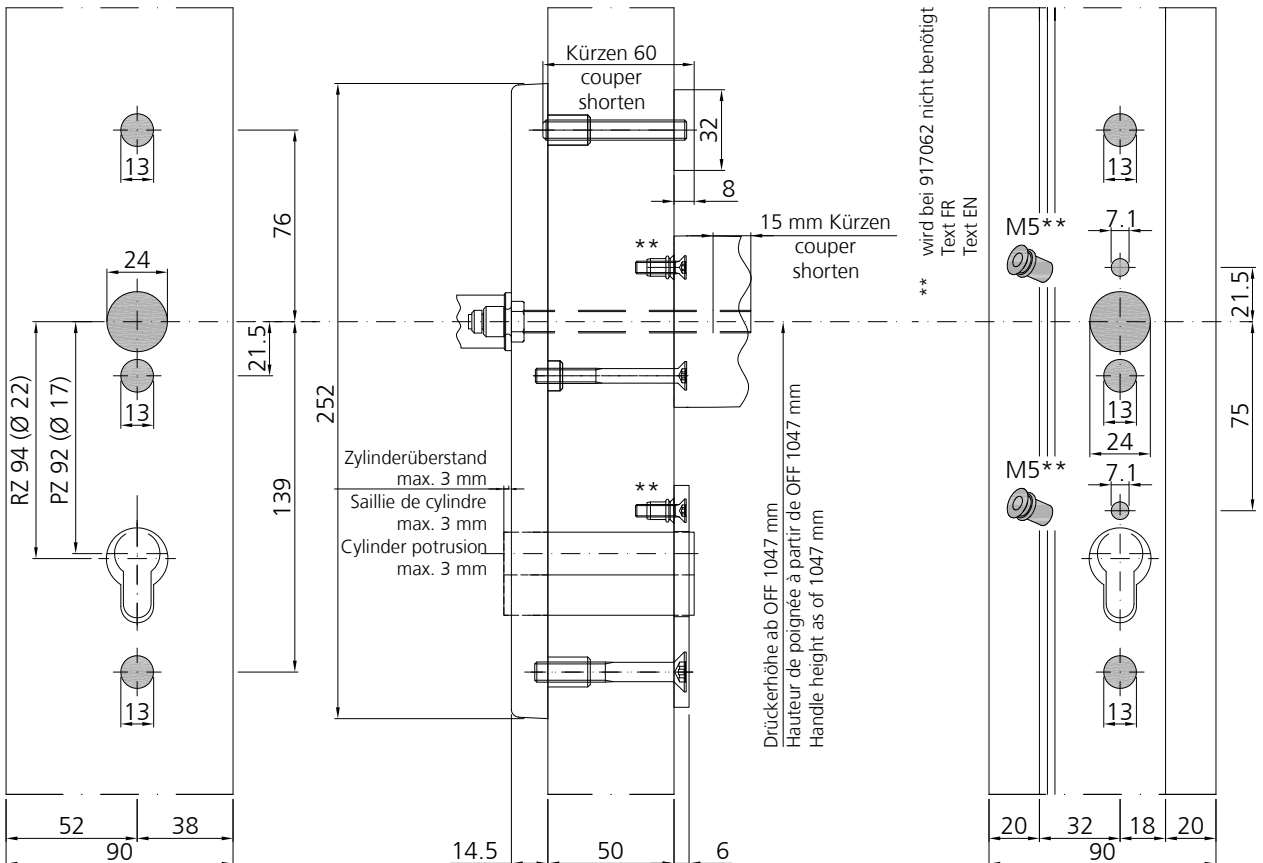 13
76
24
21.5
13
RZ 94 (Ø 22)
PZ 92 (Ø 17)
139
13
52
38
90
Kürzen 60
couper
shorten
32
8
15 mm Kürzen
couper
shorten
**
252
Zylinderüberstand
max. 3 mm
Saillie de cylindre
max. 3 mm
Cylinder potrusion
max. 3 mm
**
Drückerhöhe ab OFF 1047 mm
Hauteur de poignée à partir de OFF 1047 mm
Handle height as of 1047 mm
14.5
50
6
** wird bei 917062 nicht benötigt
Text FR
Text EN
13
7.1
M5**
21.5
13
24
75
M5**
7.1
13
20
32
18
20
90